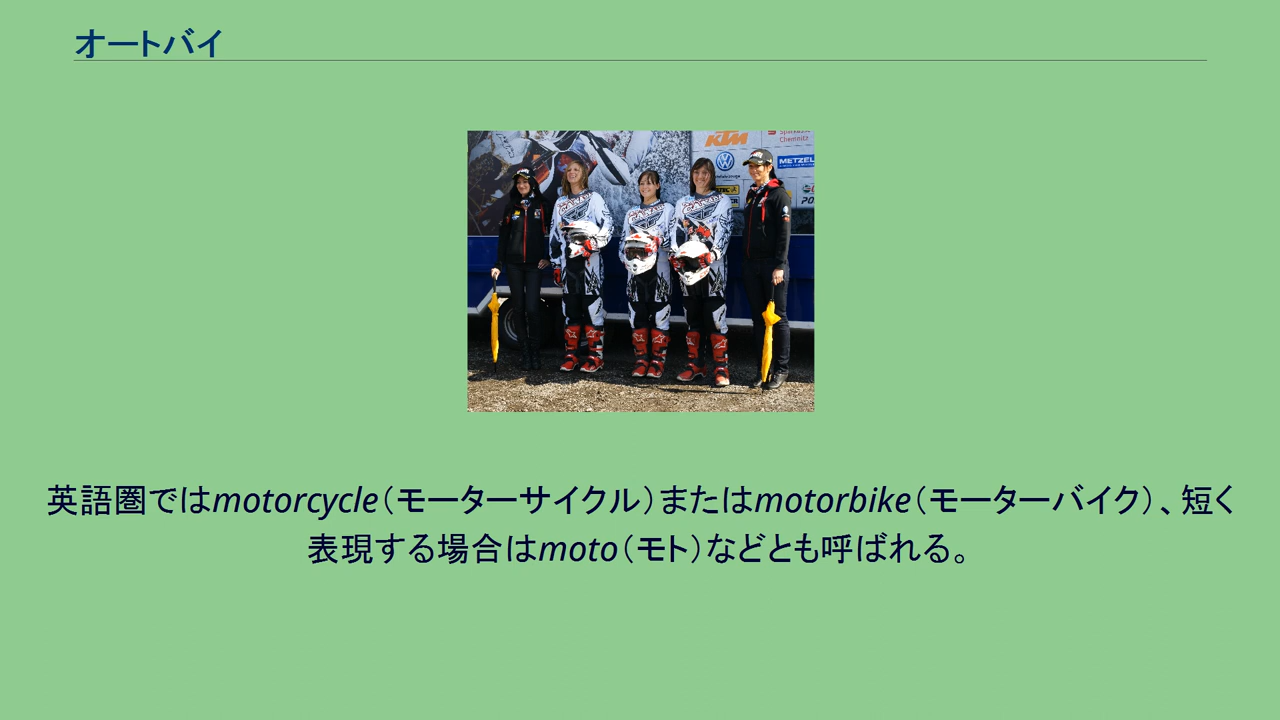 オートバイ
KTM
Sparkasse
Chemnitz
METZEL
英語圏ではmotorcycle（モーターサイクル）またはmotorbike（モーターバイク）、短く
表現する場合はmoto（モト）などとも呼ばれる。